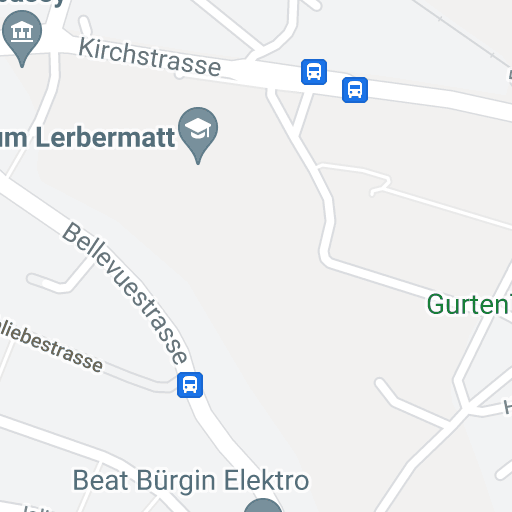 Kirchstrasse
um Lerbermatt
Bellevuestrasse
Gurten
liebestrasse
H
Beat Bürgin Elektro